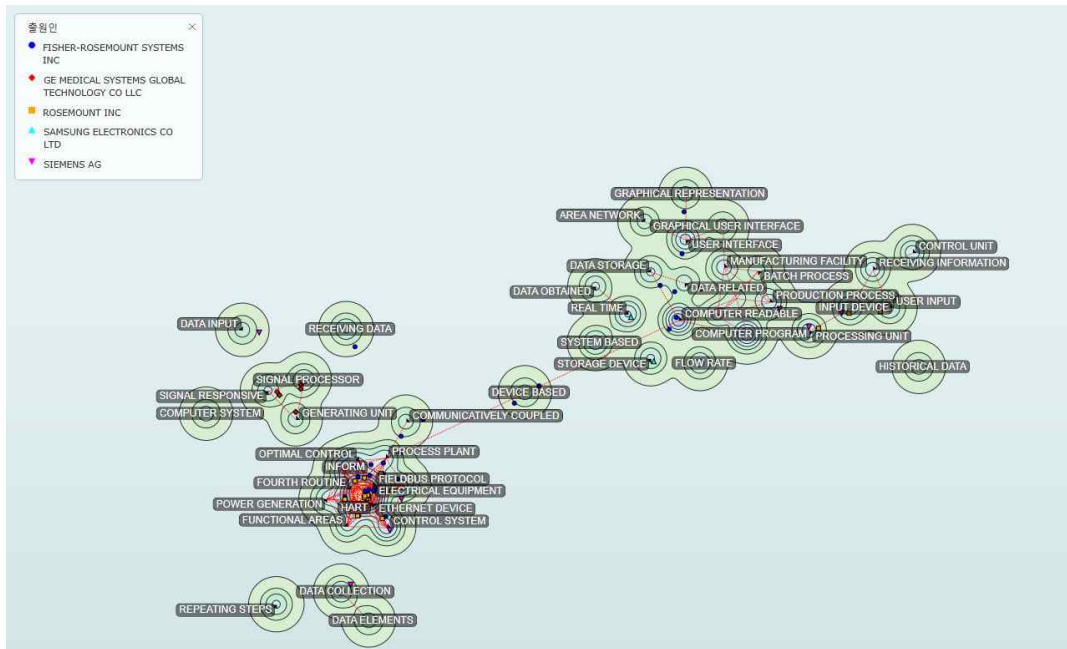 출원인
FISHER-ROSEMOUNT SYSTEMS
INC
GE MEDICAL SYSTEMS GLOBAL
TECHNOLOGY CO LLC
ROSEMOUNT INC
SAMSUNG ELECTRONICS CO
LTD
SIEMENS AG
GRAPHICAL REPRESENTATION
AREA NETWORK
GRAPHICAL USER INTERFACE
USER INTERFACE
CONTROL UNIT
MANUFACTURING FACILITY
RECEIVING INFORMATION
DATA STORAGE
BATCH PROCESS
DATA OBTAINED
DATA RELATED
PRODUCTION PROCESS
USER INPUT
REAL TIME
INPUT DEVICE
COMPUTER READABLE
DATA INPUT
RECEIVING DATA
COMPUTER PROGRAM
PROCESSING UNIT
SYSTEM BASED
STORAGE DEVICE
FLOW RATE
HISTORICAL DATA
SIGNAL PROCESSOR
SIGNAL RESPONSIVE
DEVICE BASED
COMPUTER SYSTEM
GENERATING UNIT
COMMUNICATIVELY COUPLED
OPTIMAL CONTROL
PROCESS PLANT
INFORM
FOURTH ROUTINE
FIELDBUS PROTOCOL
ELECTRICAL EQUIPMENT
POWER GENERATION
HART
ETHERNET DEVICE
FUNCTIONAL AREAS
CONTROL SYSTEM
DATA COLLECTION
REPEATING STEPS
DATA ELEMENTS